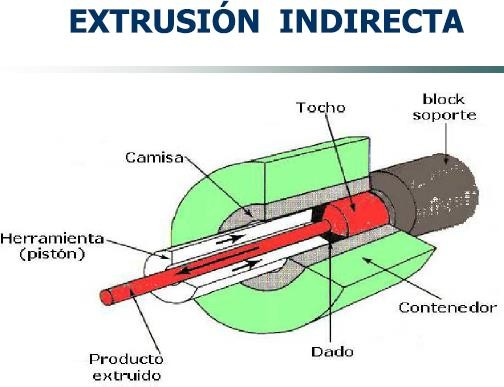 EXTRUSIÓN INDIRECTA
block
soporte
Tocho
Camisa
Herramienta
(pistón)
Contenedor
Dado
Producto
extruido